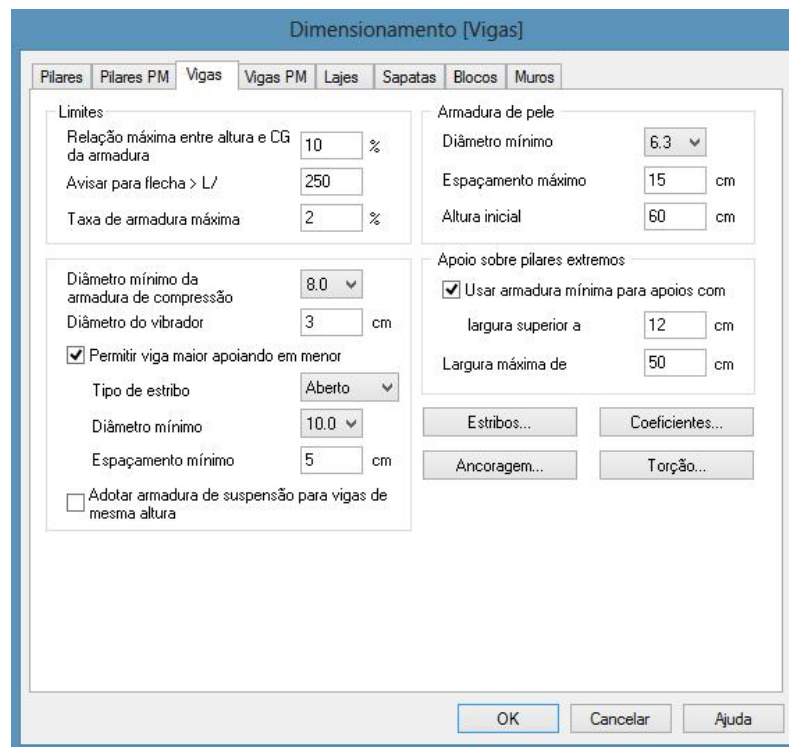 Dimensionamento [Vigas]
Pilares Pilares PM Vigas Vigas PM Lajes Sapatas Blocos Muros
Limites
Relação máxima entre altura e CG
da armadura
10 %
Avisar para flecha > L/ 250
Taxa de armadura máxima 2 %
Diâmetro mínimo da
armadura de compressão
8.0
Diâmetro do vibrador 3 cm
Permitir viga maior apoiando em menor
Tipo de estribo Aberto
Diâmetro mínimo 10.0
Espaçamento mínimo 5 cm
Adotar armadura de suspensão para vigas de
mesma altura
Armadura de pele
Diâmetro mínimo 6.3
Espaçamento máximo 15 cm
Altura inicial 60 cm
Apoio sobre pilares extremos
Usar armadura mínima para apoios com
largura superior a 12 cm
Largura máxima de 50 cm
Estribos... Coeficientes...
Ancoragem... Torção...
OK Cancelar Ajuda